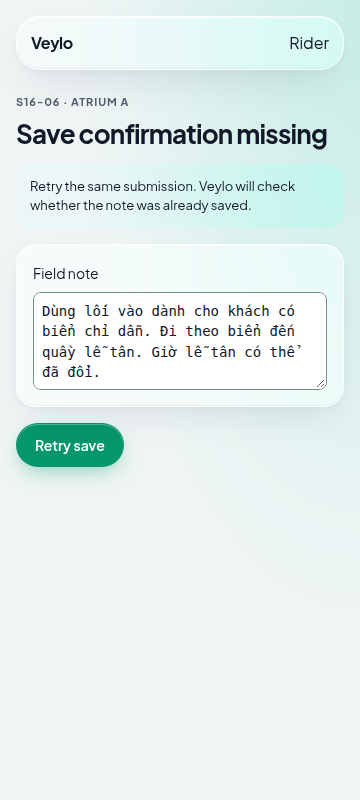 Veylo
Rider
S16-06 · ATRIUM A
Save confirmation missing
Retry the same submission. Veylo will check
whether the note was already saved.
Field note
Dùng lối vào dành cho khách có
biển chỉ dẫn. Đi theo biển đến
quầy lễ tân. Giờ lễ tân có thể
đã đổi.
Retry save